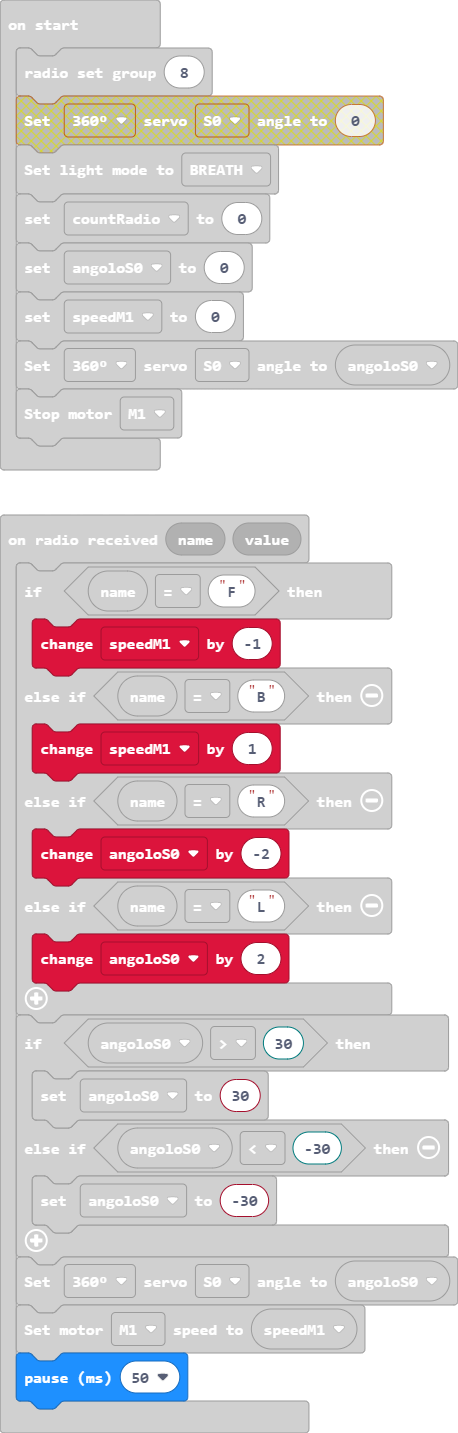 on start
radio set group 8
Set 360° servo S0 angle to 0
Set light mode to BREATH
set countRadio to 0
set angoloS0 to 0
set speedM1 to 0
Set 360° servo S0 angle to angoloS0
Stop motor M1
on radio received name value
if name = "F" then
change speedM1 by -1
else if name = "B" then
change speedM1 by 1
else if name = "R" then
change angoloS0 by -2
else if name = "L" then
change angoloS0 by 2
if angoloS0 > 30 then
set angoloS0 to 30
else if angoloS0 < -30 then
set angoloS0 to -30
Set 360° servo S0 angle to angoloS0
Set motor M1 speed to speedM1
pause (ms) 50